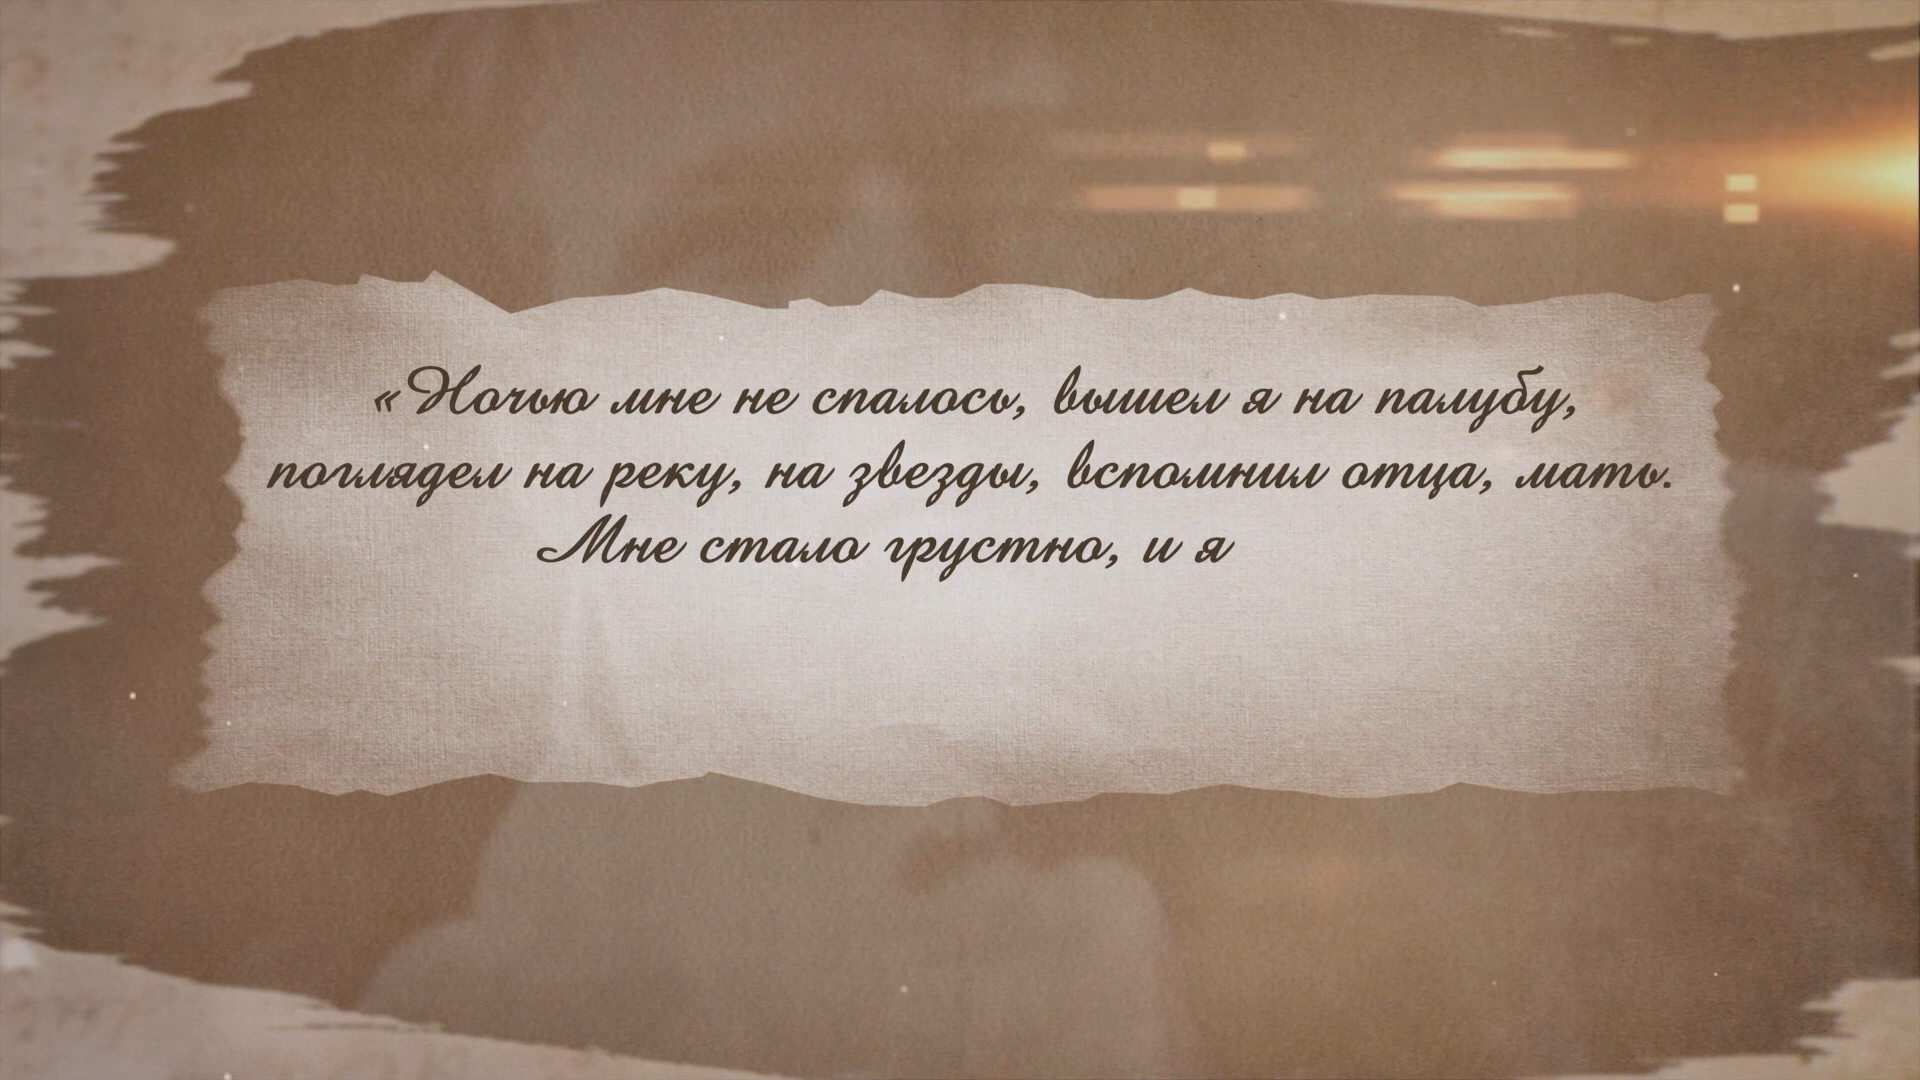 «Ночью мне не спалось, вышел я на палубу,
поглядел на реку, на звезды, вспомнил отца, мать.
Мне стало грустно, и я